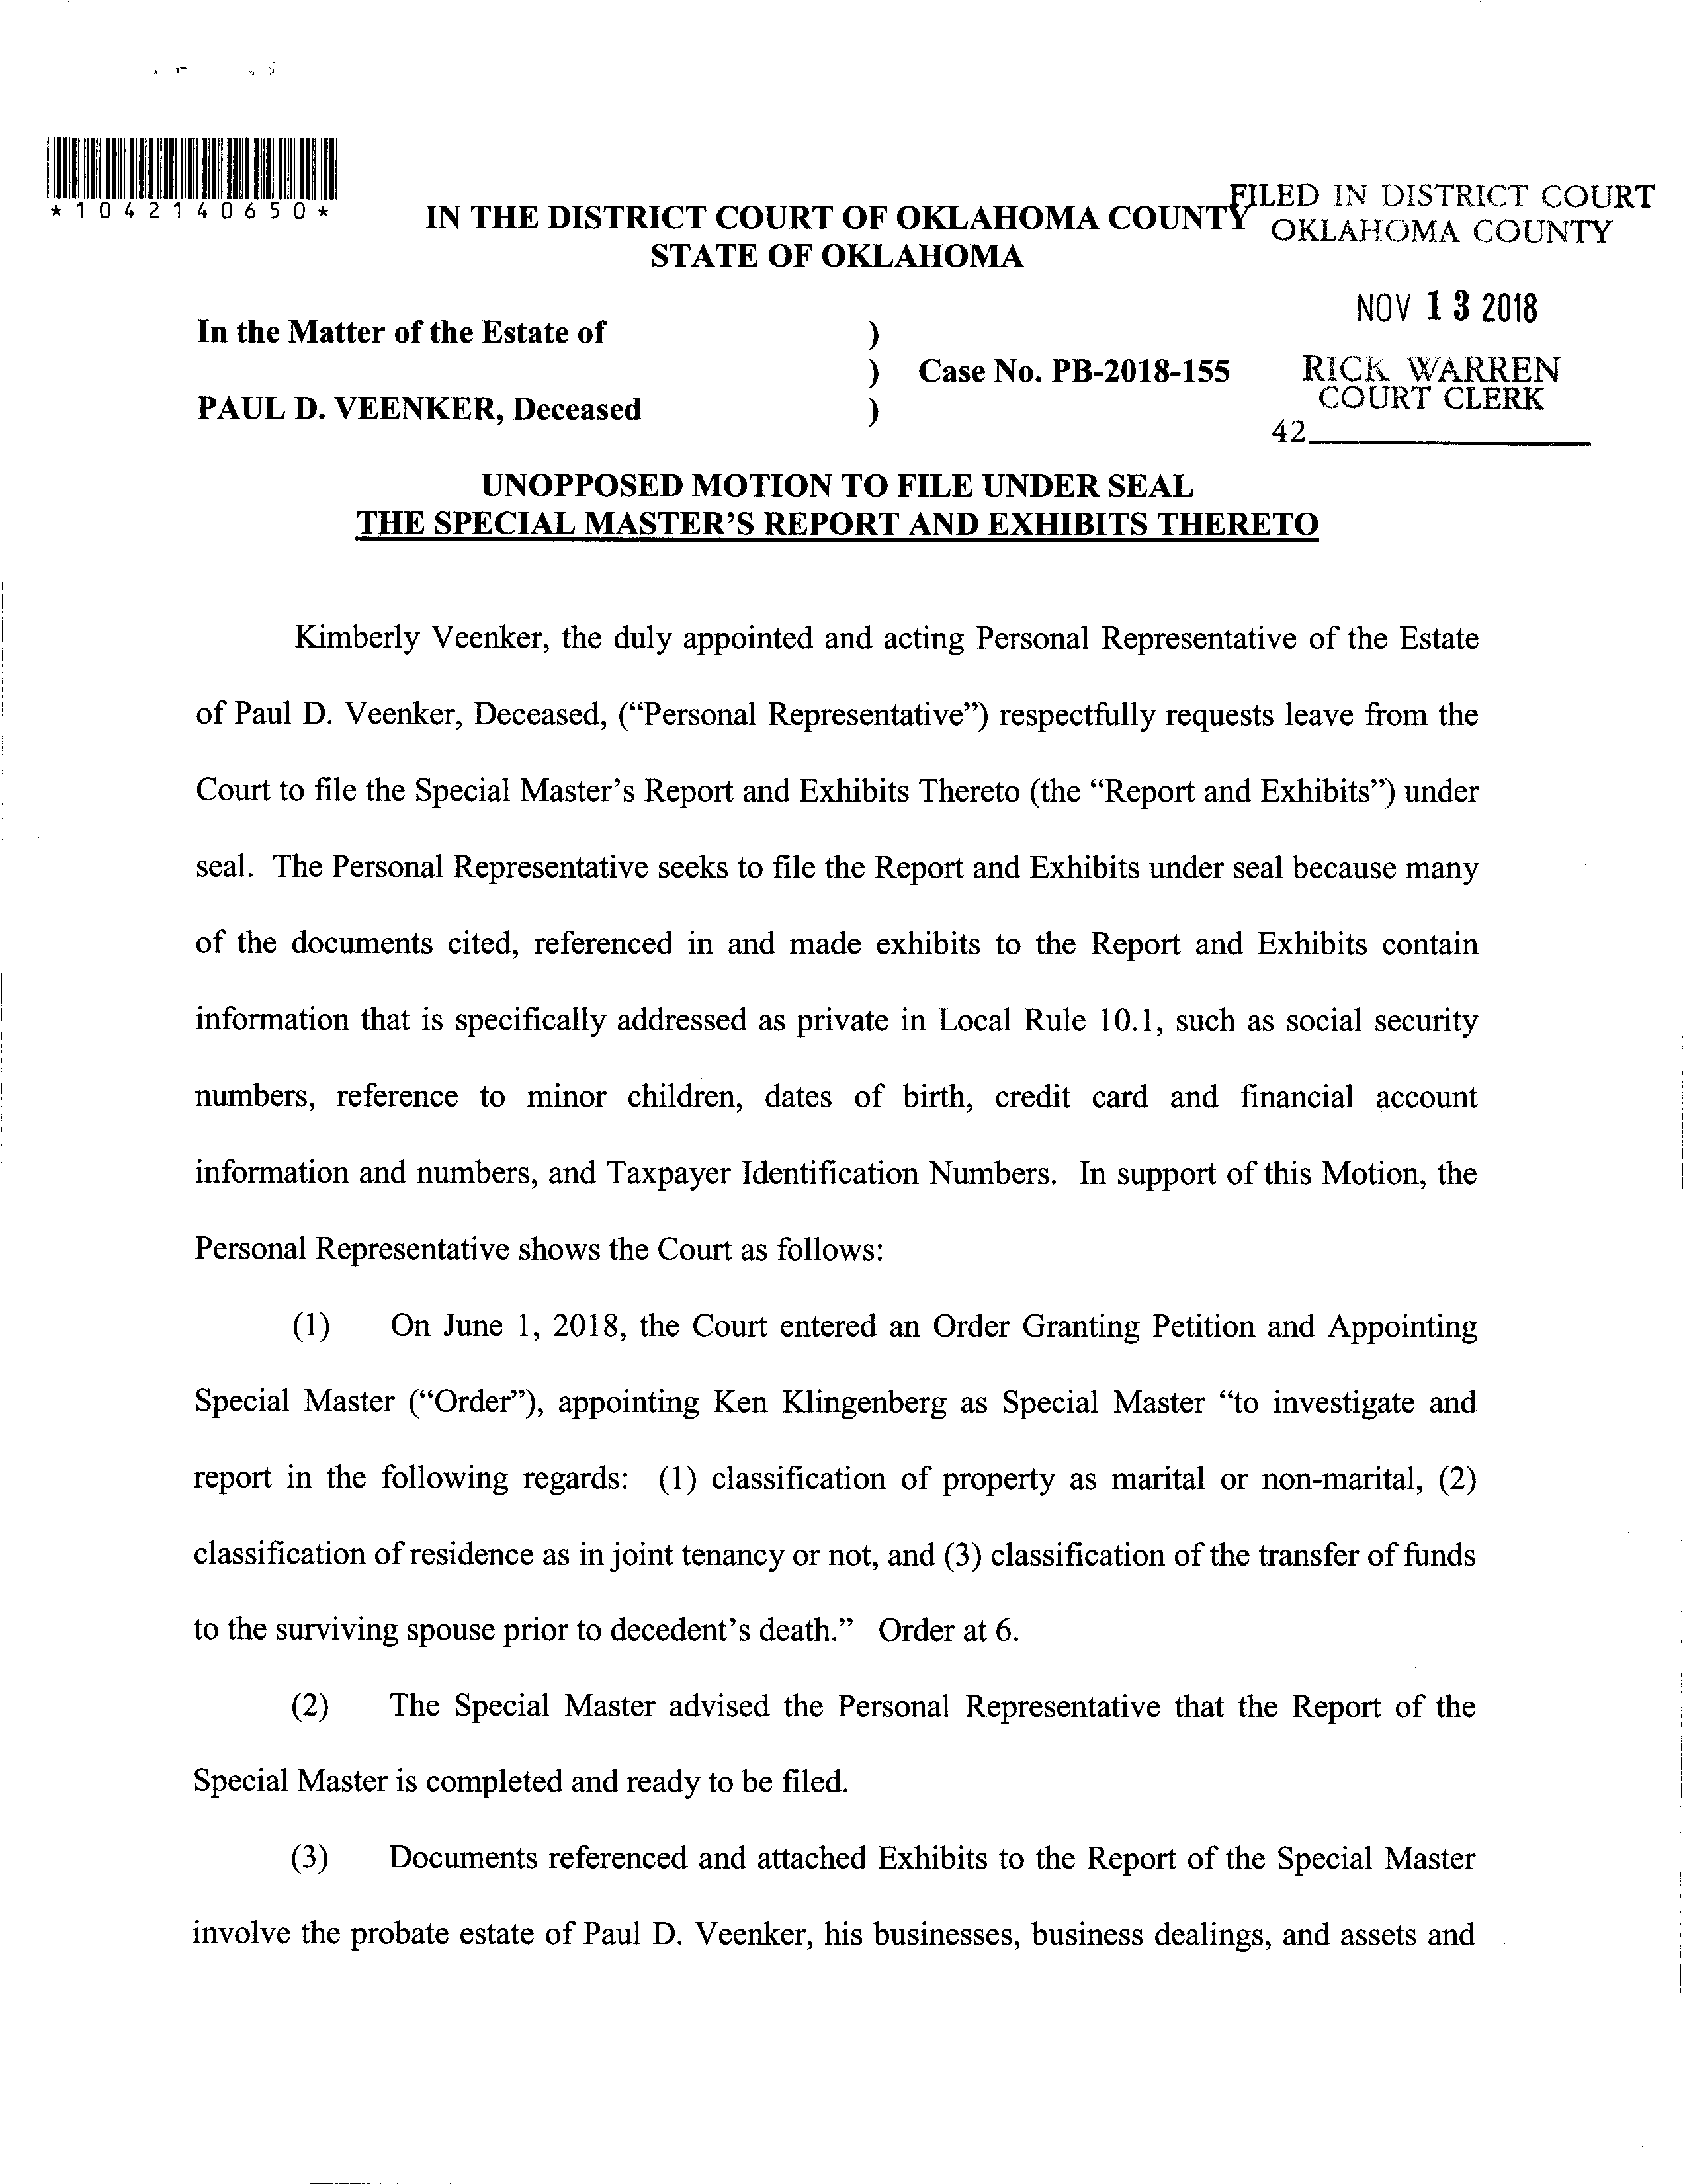 *1042140650*
FILED IN DISTRICT COURT
OKLAHOMA COUNTY
IN THE DISTRICT COURT OF OKLAHOMA COUNTY
STATE OF OKLAHOMA
NOV 13 2018
In the Matter of the Estate of )
) Case No. PB-2018-155
PAUL D. VEENKER, Deceased )
RICK WARREN
COURT CLERK
42
UNOPPOSED MOTION TO FILE UNDER SEAL
THE SPECIAL MASTER’S REPORT AND EXHIBITS THERETO
Kimberly Veenker, the duly appointed and acting Personal Representative of the Estate
of Paul D. Veenker, Deceased, (“Personal Representative”) respectfully requests leave from the
Court to file the Special Master’s Report and Exhibits Thereto (the “Report and Exhibits”) under
seal. The Personal Representative seeks to file the Report and Exhibits under seal because many
of the documents cited, referenced in and made exhibits to the Report and Exhibits contain
information that is specifically addressed as private in Local Rule 10.1, such as social security
numbers, reference to minor children, dates of birth, credit card and financial account
information and numbers, and Taxpayer Identification Numbers. In support of this Motion, the
Personal Representative shows the Court as follows:
(1) On June 1, 2018, the Court entered an Order Granting Petition and Appointing
Special Master (“Order”), appointing Ken Klingenberg as Special Master “to investigate and
report in the following regards: (1) classification of property as marital or non-marital, (2)
classification of residence as in joint tenancy or not, and (3) classification of the transfer of funds
to the surviving spouse prior to decedent’s death.” Order at 6.
(2) The Special Master advised the Personal Representative that the Report of the
Special Master is completed and ready to be filed.
(3) Documents referenced and attached Exhibits to the Report of the Special Master
involve the probate estate of Paul D. Veenker, his businesses, business dealings, and assets and